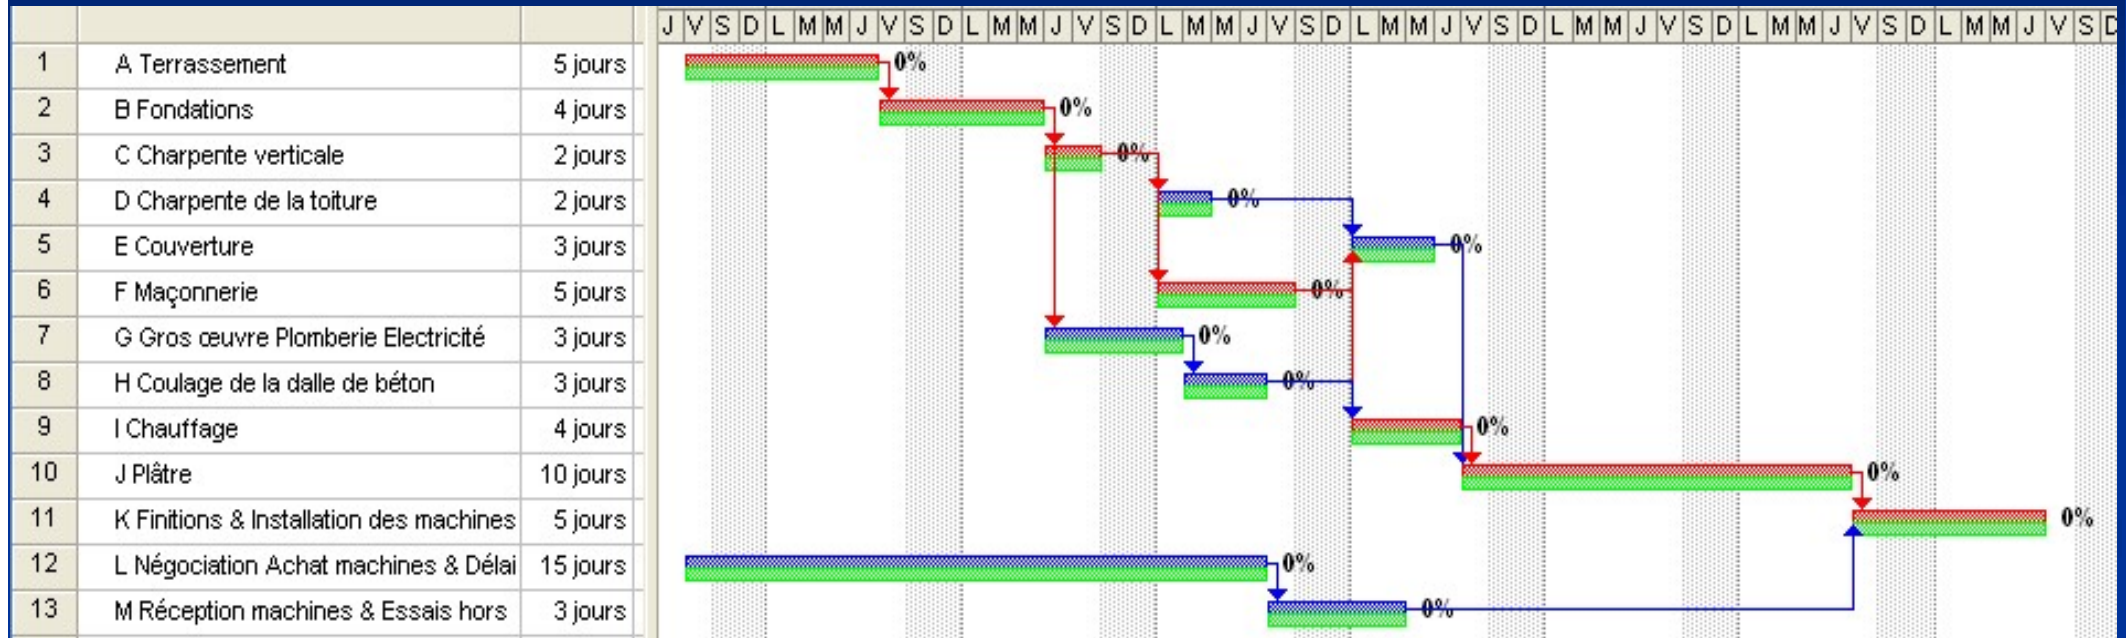 J V S D L M M J V S D L M M J V S D L M M J V S D L M M J V S D L M M J V S D L M M J V S D L M M J V S D
1 A Terrassement 5 jours 0%
2 B Fondations 4 jours 0%
3 C Charpente verticale 2 jours 0%
4 D Charpente de la toiture 2 jours 0%
5 E Couverture 3 jours 0%
6 F Maçonnerie 5 jours 0%
7 G Gros œuvre Plomberie Electricité 3 jours 0%
8 H Coulage de la dalle de béton 3 jours 0%
9 I Chauffage 4 jours 0%
10 J Plâtre 10 jours 0%
11 K Finitions & Installation des machines 5 jours 0%
12 L Négociation Achat machines & Délai 15 jours 0%
13 M Réception machines & Essais hors 3 jours 0%